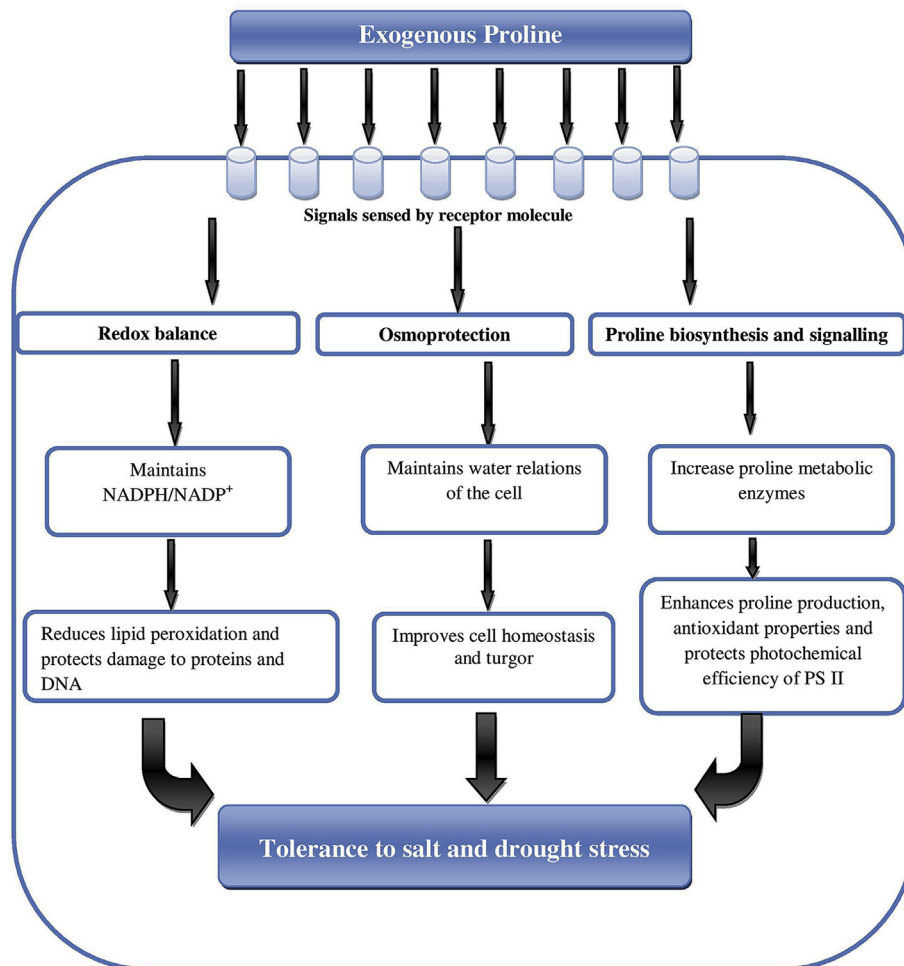 Exogenous Proline
Signals sensed by receptor molecule
Redox balance
Osmoprotection
Proline biosynthesis and signalling
Maintains
NADPH/NADP⁺
Maintains water relations
of the cell
Increase proline metabolic
enzymes
Reduces lipid peroxidation and
protects damage to proteins and
DNA
Improves cell homeostasis
and turgor
Enhances proline production,
antioxidant properties and
protects photochemical
efficiency of PS II
Tolerance to salt and drought stress